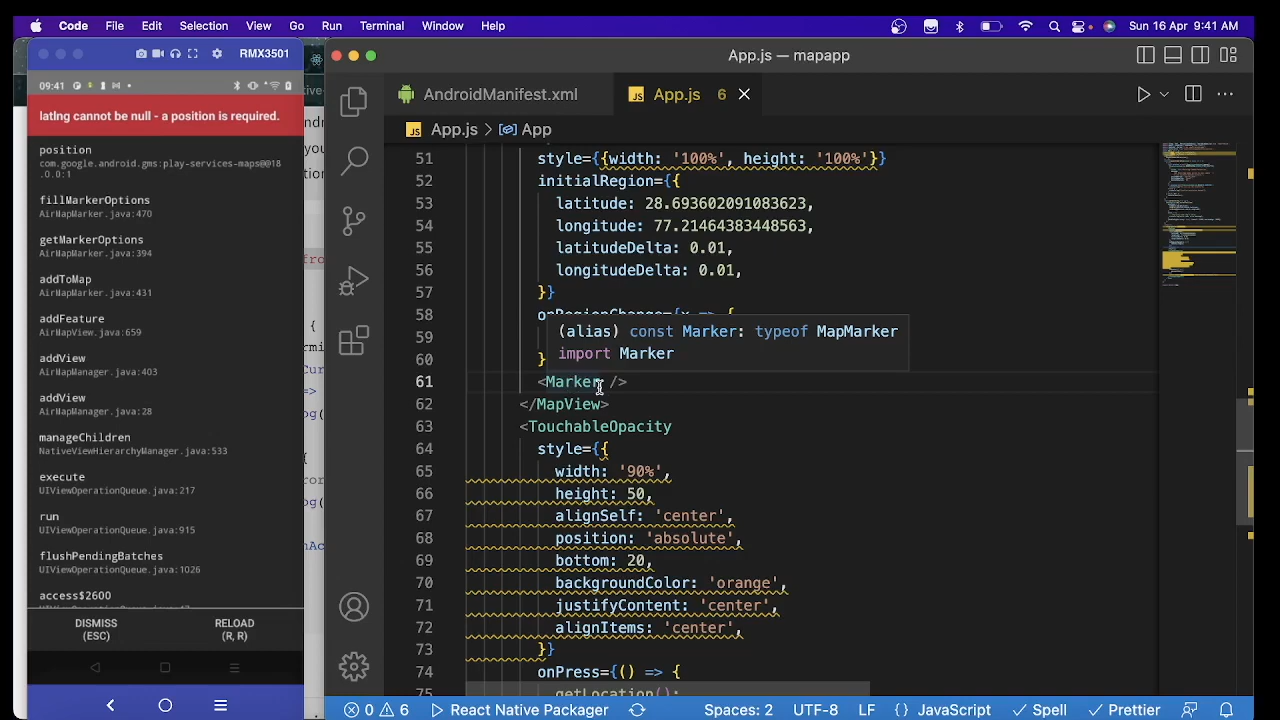 Code File Edit Selection View Go Run Terminal Window Help Sun 16 Apr 9:41 AM
RMX3501
09:41
latlng cannot be null - a position is required.
position
com.google.android.gms:play-services-maps@@18
.0.0:1
fillMarkerOptions
AirMapMarker.java:470
getMarkerOptions
AirMapMarker.java:394
addToMap
AirMapMarker.java:431
addFeature
AirMapView.java:659
addView
AirMapManager.java:403
addView
AirMapManager.java:28
manageChildren
NativeViewHierarchyManager.java:533
execute
UIViewOperationQueue.java:217
run
UIViewOperationQueue.java:915
flushPendingBatches
UIViewOperationQueue.java:1026
access$2600
DISMISS
(ESC)
RELOAD
(R, R)
App.js — mapapp
AndroidManifest.xml
JS App.js 6
JS App.js > App
51 style={{width: '100%', height: '100%'}}
52 initialRegion={{
53 latitude: 28.693602091083623,
54 longitude: 77.21464233448563,
55 latitudeDelta: 0.01,
56 longitudeDelta: 0.01,
57 }}
58 onRegionChange={x => {
(alias) const Marker: typeof MapMarker
import Marker
59
60 }
61 <Marker />
62 </MapView>
63 <TouchableOpacity
64 style={{
65 width: '90%',
66 height: 50,
67 alignSelf: 'center',
68 position: 'absolute',
69 bottom: 20,
70 backgroundColor: 'orange',
71 justifyContent: 'center',
72 alignItems: 'center',
73 }}
74 onPress={() => {
75 getLocation();
0 6 React Native Packager Spaces: 2 UTF-8 LF {} JavaScript Spell Prettier